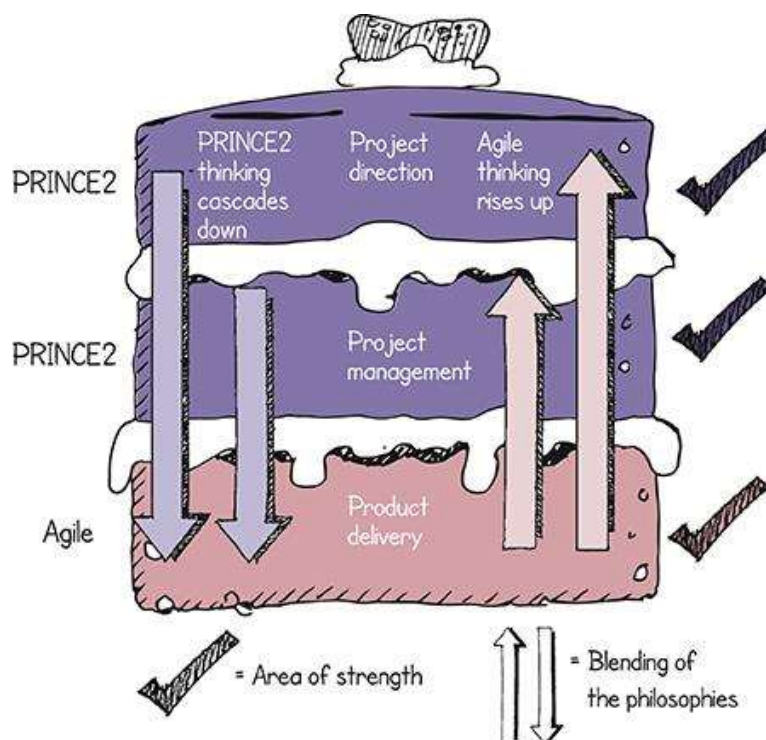 PRINCE2
PRINCE2
thinking
cascades
down
Project
direction
Agile
thinking
rises up
PRINCE2
Project
management
Agile
Product
delivery
= Area of strength
= Blending of
the philosophies